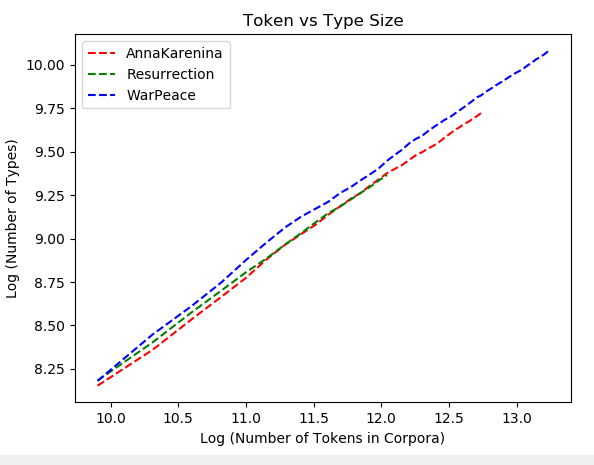 Token vs Type Size
AnnaKarenina
Resurrection
WarPeace
10.00
9.75
9.50
9.25
9.00
8.75
8.50
8.25
Log (Number of Types)
10.0 10.5 11.0 11.5 12.0 12.5 13.0
Log (Number of Tokens in Corpora)